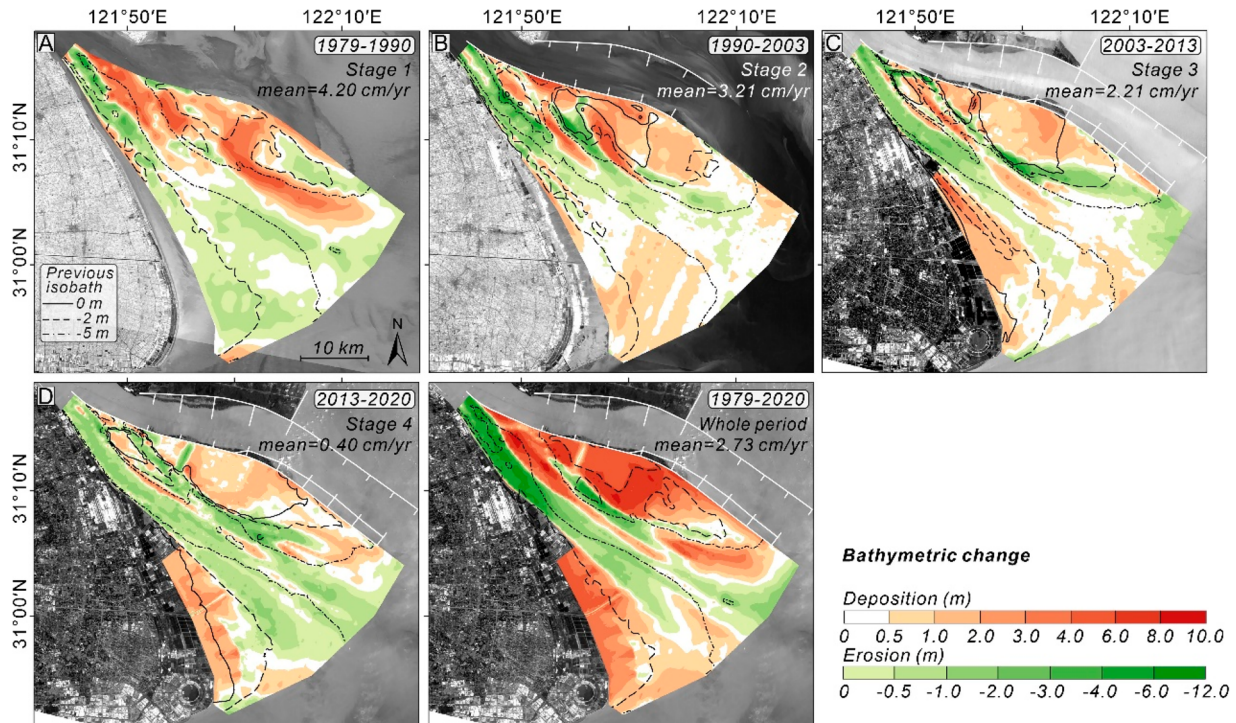 121°50'E 122°10'E 121°50'E 122°10'E 121°50'E 122°10'E
A
1979-1990
Stage 1
mean=4.20 cm/yr
31°10'N
31°00'N
Previous
isobath
0 m
-2 m
-5 m
N
10 km
B
1990-2003
Stage 2
mean=3.21 cm/yr
C
2003-2013
Stage 3
mean=2.21 cm/yr
D
2013-2020
Stage 4
mean=0.40 cm/yr
31°10'N
31°00'N
1979-2020
Whole period
mean=2.73 cm/yr
Bathymetric change
Deposition (m)
0 0.5 1.0 2.0 3.0 4.0 6.0 8.0 10.0
Erosion (m)
0 -0.5 -1.0 -2.0 -3.0 -4.0 -6.0 -12.0